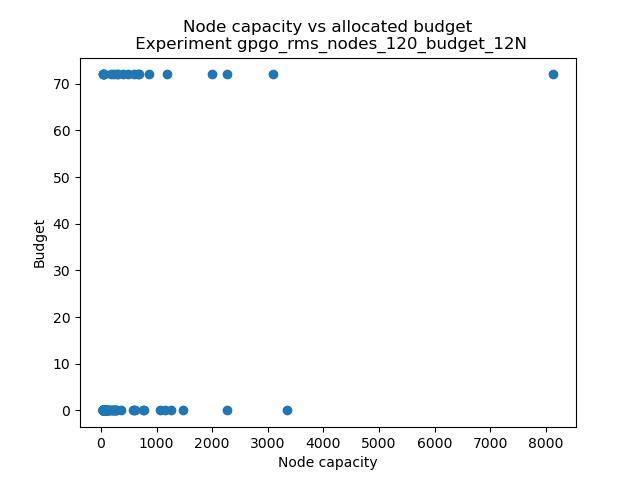 Node capacity vs allocated budget
Experiment gpgo_rms_nodes_120_budget_12N
70
60
50
40
30
20
10
0
Budget
0 1000 2000 3000 4000 5000 6000 7000 8000
Node capacity